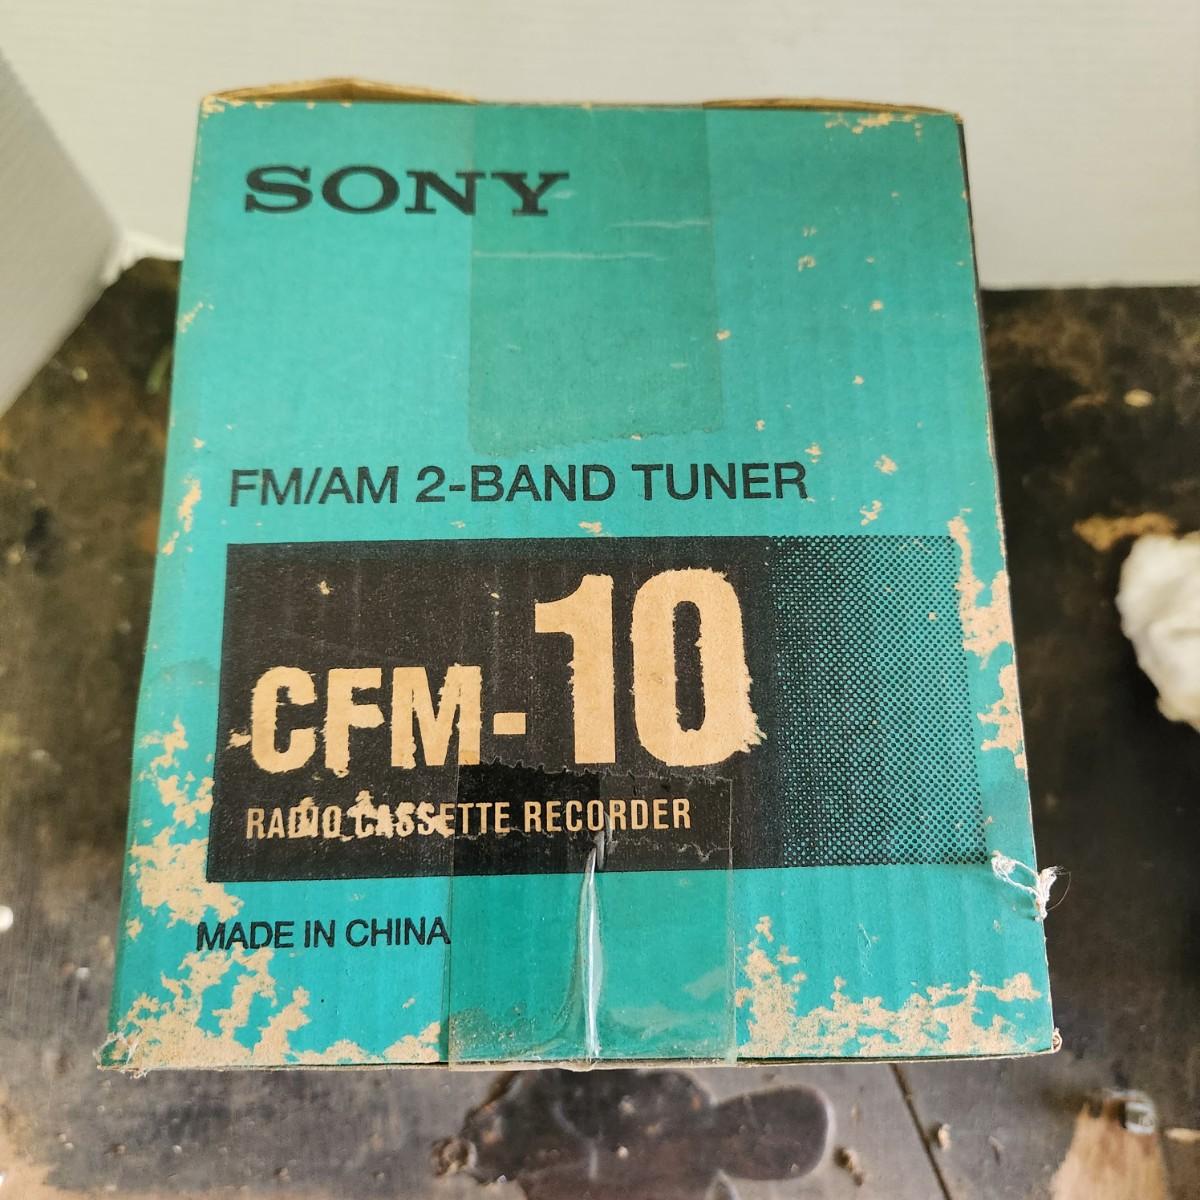 SONY
FM/AM 2-BAND TUNER
CFM-10
RADIO CASSETTE RECORDER
MADE IN CHINA